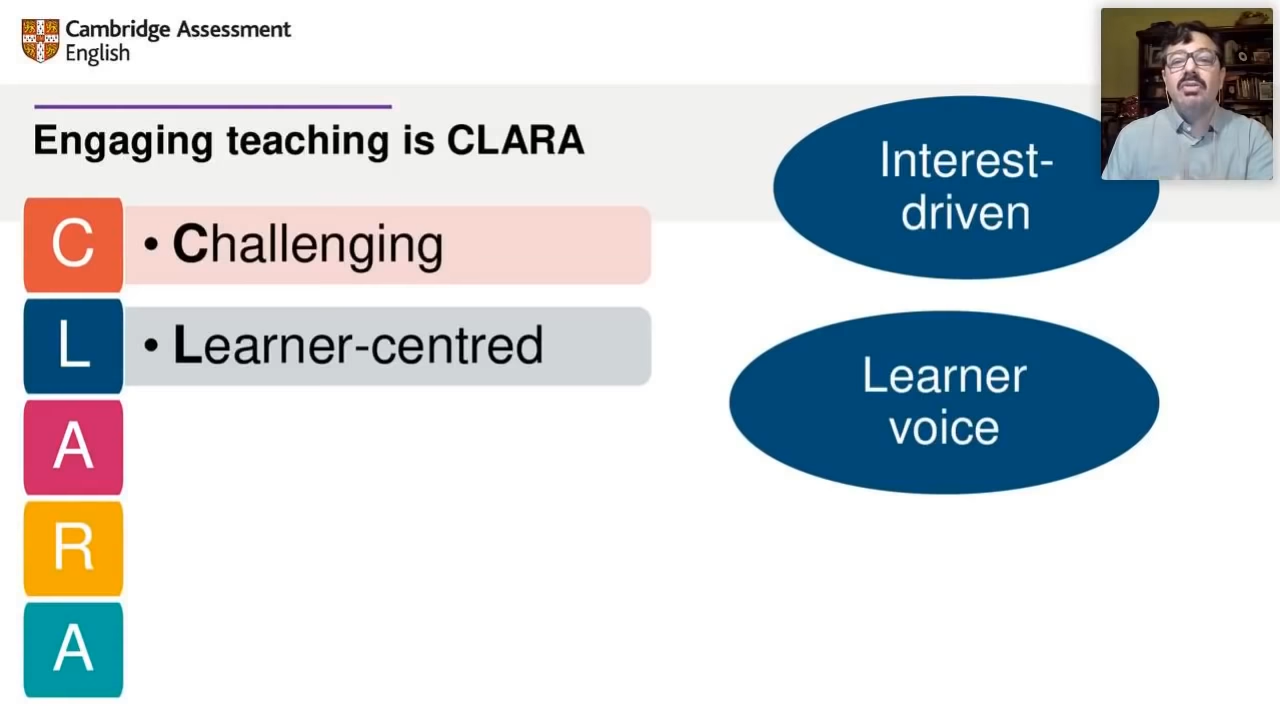 Cambridge Assessment
English
Engaging teaching is CLARA
C
• Challenging
L
• Learner-centred
A
R
A
Interest-
driven
Learner
voice